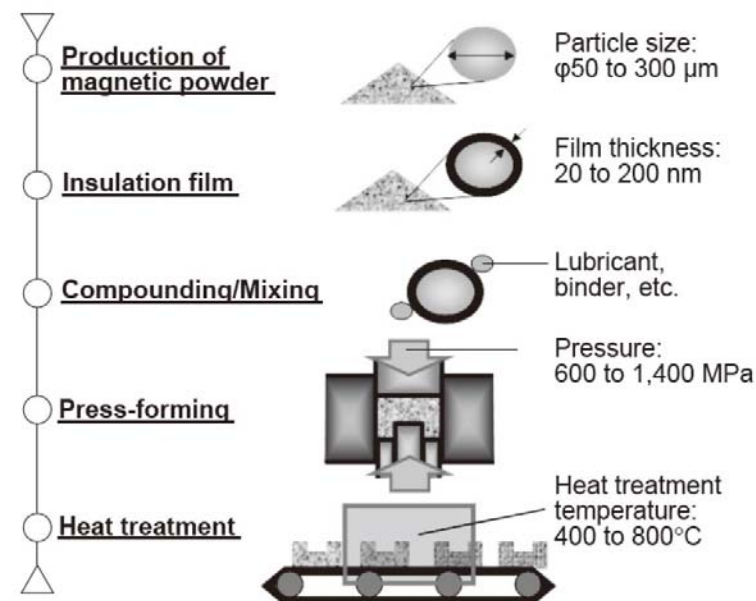 Production of
magnetic powder
Particle size:
φ50 to 300 µm
Insulation film
Film thickness:
20 to 200 nm
Compounding/Mixing
Lubricant,
binder, etc.
Press-forming
Pressure:
600 to 1,400 MPa
Heat treatment
Heat treatment
temperature:
400 to 800°C